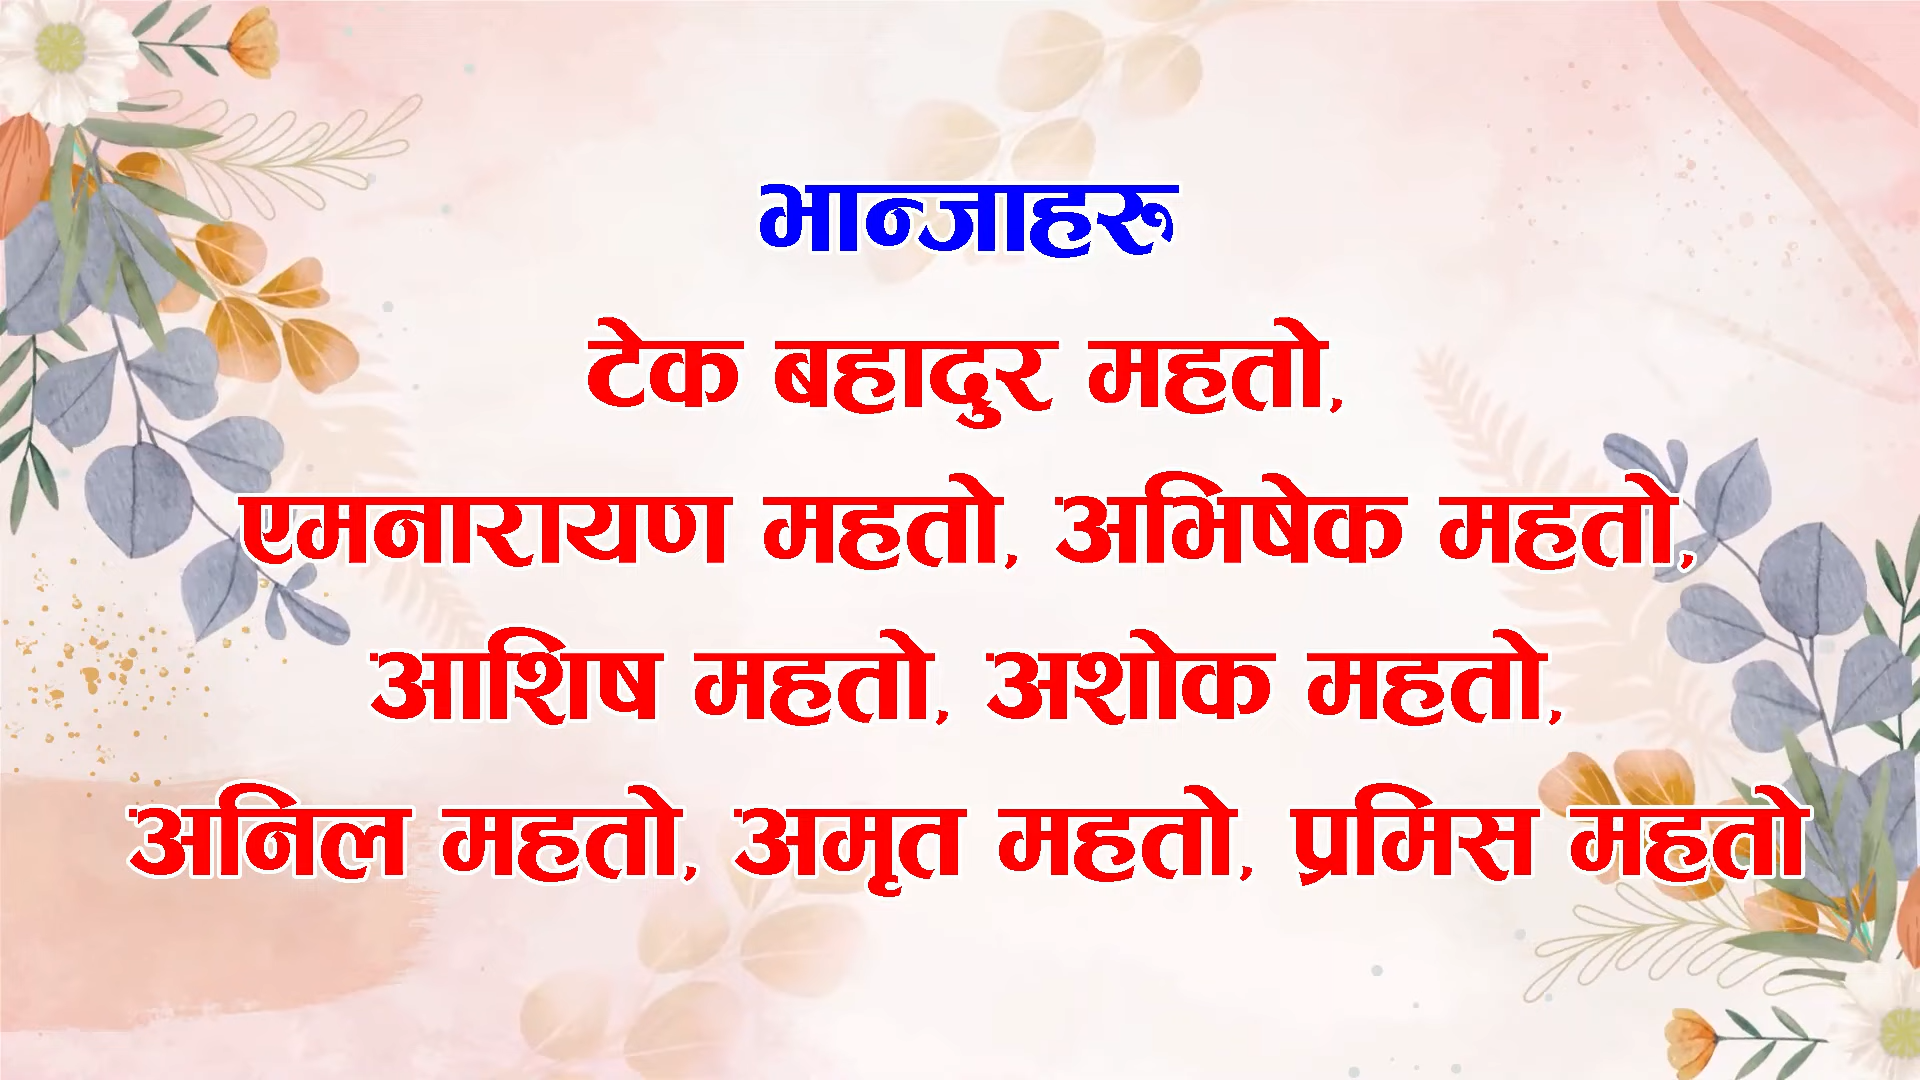 भान्जाहरू
टेक बहादुर महतो,
एमनारायण महतो, अभिषेक महतो,
आशिष महतो, अशोक महतो,
अनिल महतो, अमृत महतो, प्रमिस महतो